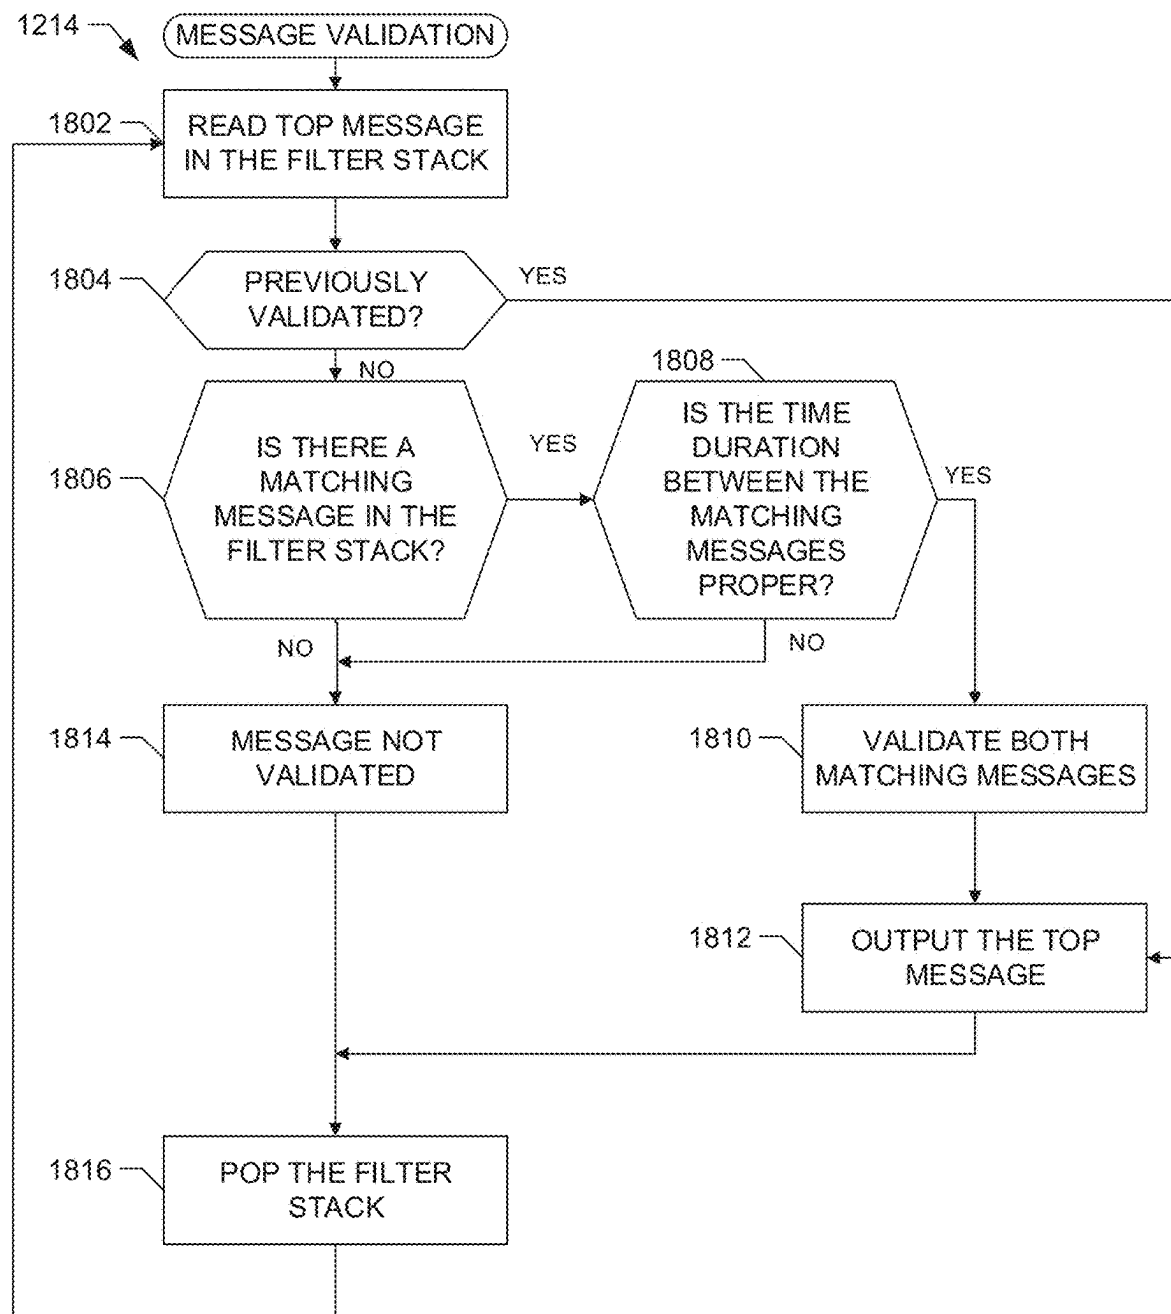 1214
MESSAGE VALIDATION
1802
READ TOP MESSAGE
IN THE FILTER STACK
1804
PREVIOUSLY
VALIDATED?
YES
NO
1806
IS THERE A
MATCHING
MESSAGE IN THE
FILTER STACK?
YES
NO
1808
IS THE TIME
DURATION
BETWEEN THE
MATCHING
MESSAGES
PROPER?
YES
NO
1814
MESSAGE NOT
VALIDATED
1810
VALIDATE BOTH
MATCHING MESSAGES
1812
OUTPUT THE TOP
MESSAGE
1816
POP THE FILTER
STACK